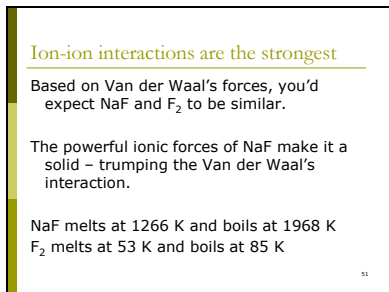 Ion-ion interactions are the strongest
Based on Van der Waal's forces, you'd
expect NaF and F₂ to be similar.
The powerful ionic forces of NaF make it a
solid – trumping the Van der Waal's
interaction.
NaF melts at 1266 K and boils at 1968 K
F₂ melts at 53 K and boils at 85 K
51